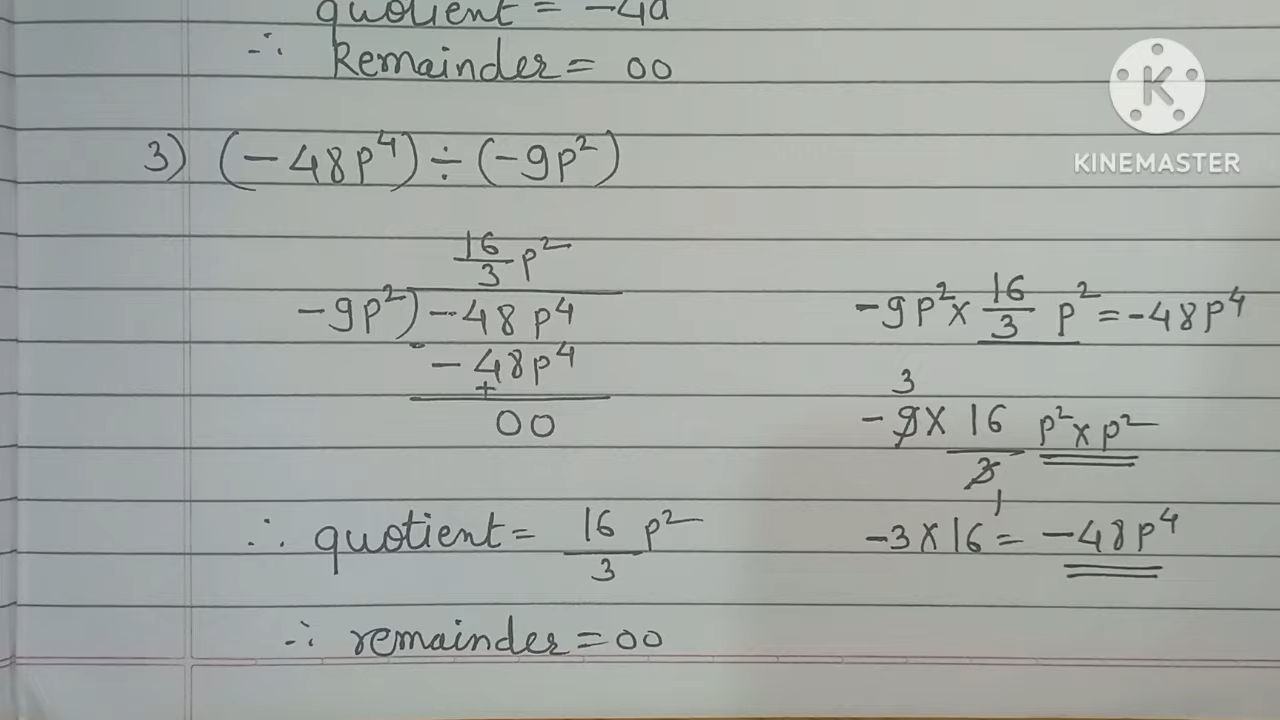 quotient = -4a
∴ Remainder = 00
K
KINEMASTER
3) (-48p⁴) ÷ (-9p²)
16/3 p²
-9p²) -48p⁴
-48p⁴
+
00
∴ quotient = 16/3 p²
∴ remainder = 00
-9p² × 16/3 p² = -48p⁴
3
-9 × 16/3 p² × p²
1
-3 × 16 = -48p⁴